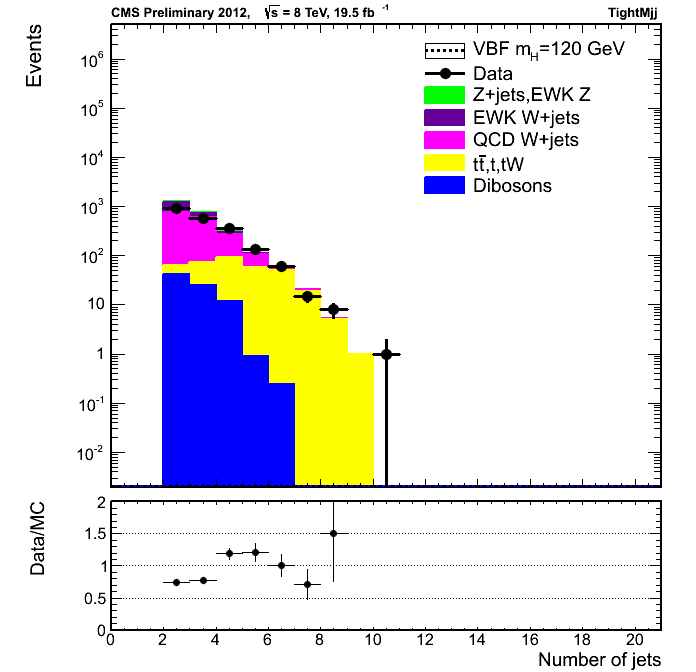 CMS Preliminary 2012, √s = 8 TeV, 19.5 fb⁻¹ TightMjj
Events
10⁶
10⁵
10⁴
10³
10²
10
1
10⁻¹
10⁻²
VBF m_H=120 GeV
Data
Z+jets,EWK Z
EWK W+jets
QCD W+jets
tt̄,t,tW
Dibosons
Data/MC
2
1.5
1
0.5
0
0 2 4 6 8 10 12 14 16 18 20
Number of jets